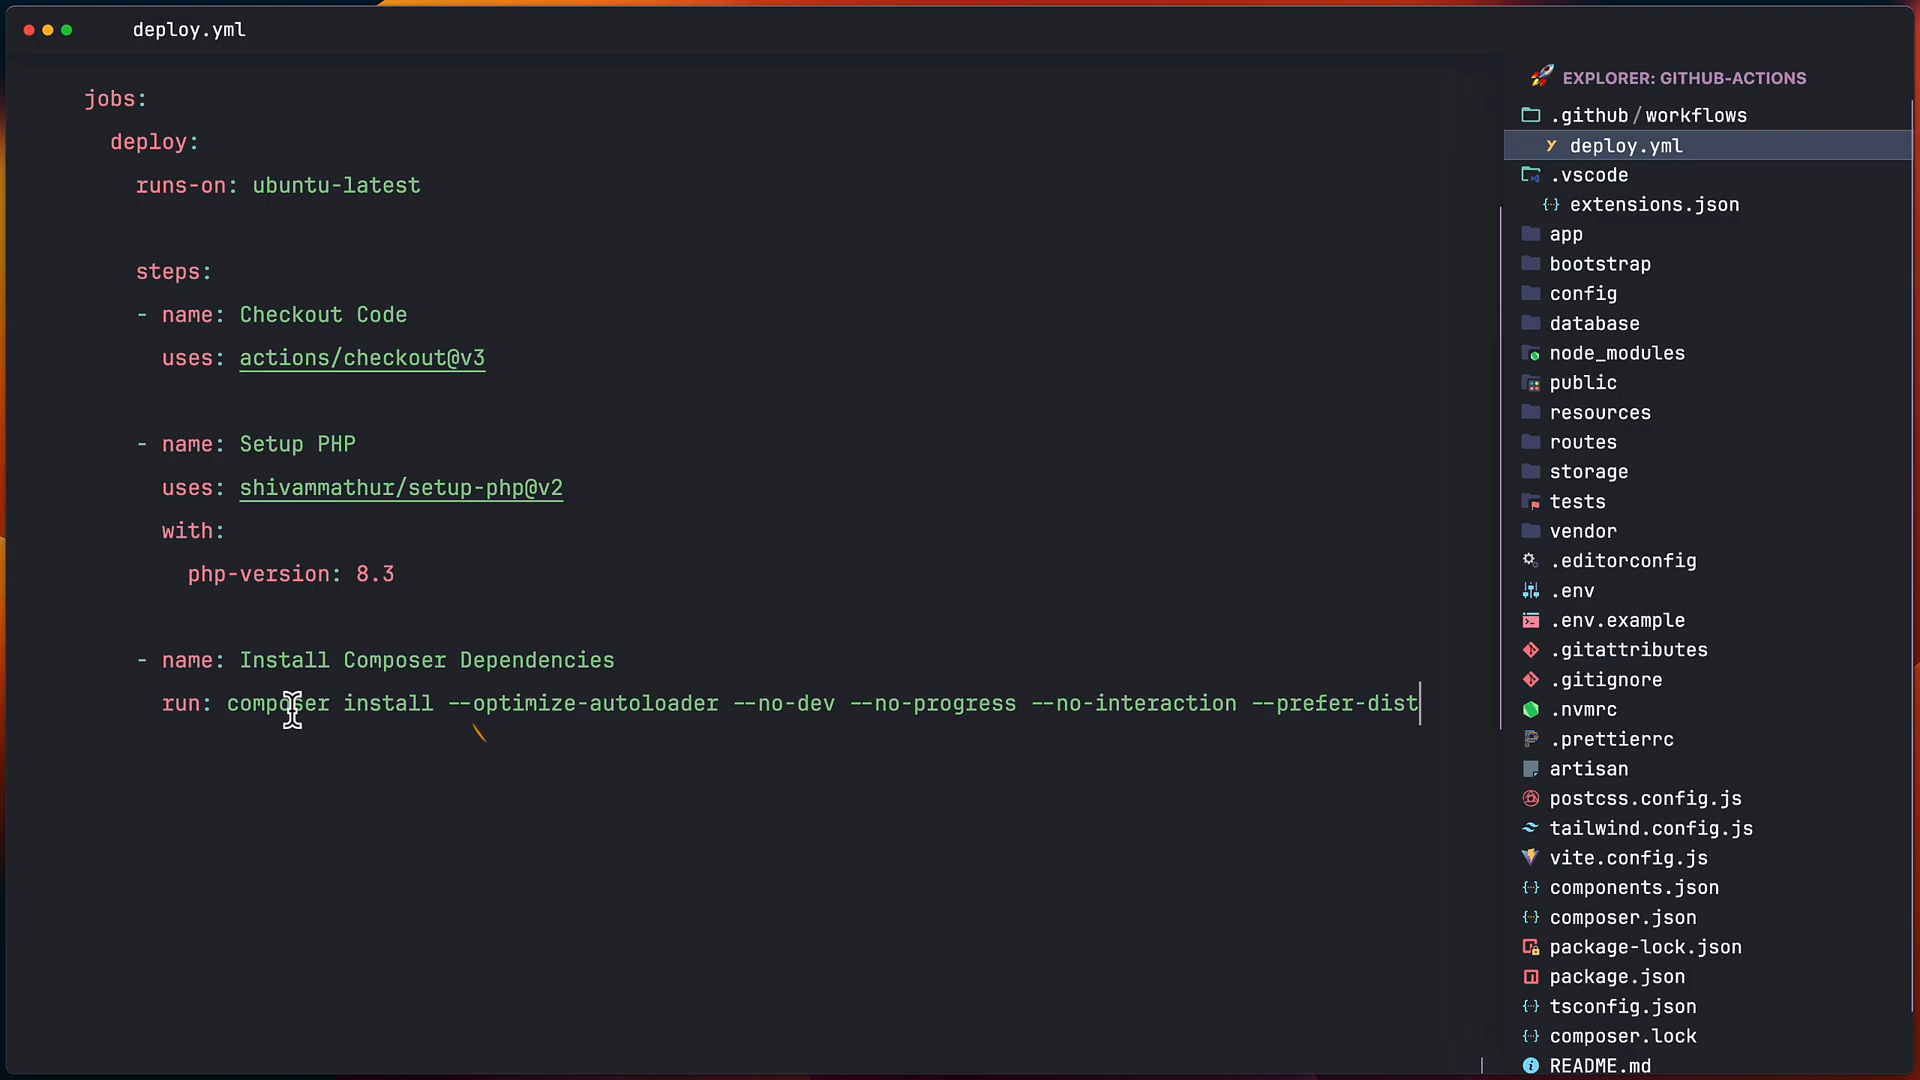 deploy.yml
jobs:
deploy:
runs-on: ubuntu-latest
steps:
- name: Checkout Code
uses: actions/checkout@v3
- name: Setup PHP
uses: shivammathur/setup-php@v2
with:
php-version: 8.3
- name: Install Composer Dependencies
run: composer install --optimize-autoloader --no-dev --no-progress --no-interaction --prefer-dist
EXPLORER: GITHUB-ACTIONS
.github/workflows
deploy.yml
.vscode
extensions.json
app
bootstrap
config
database
node_modules
public
resources
routes
storage
tests
vendor
.editorconfig
.env
.env.example
.gitattributes
.gitignore
.nvmrc
.prettierrc
artisan
postcss.config.js
tailwind.config.js
vite.config.js
components.json
composer.json
package-lock.json
package.json
tsconfig.json
composer.lock
README.md